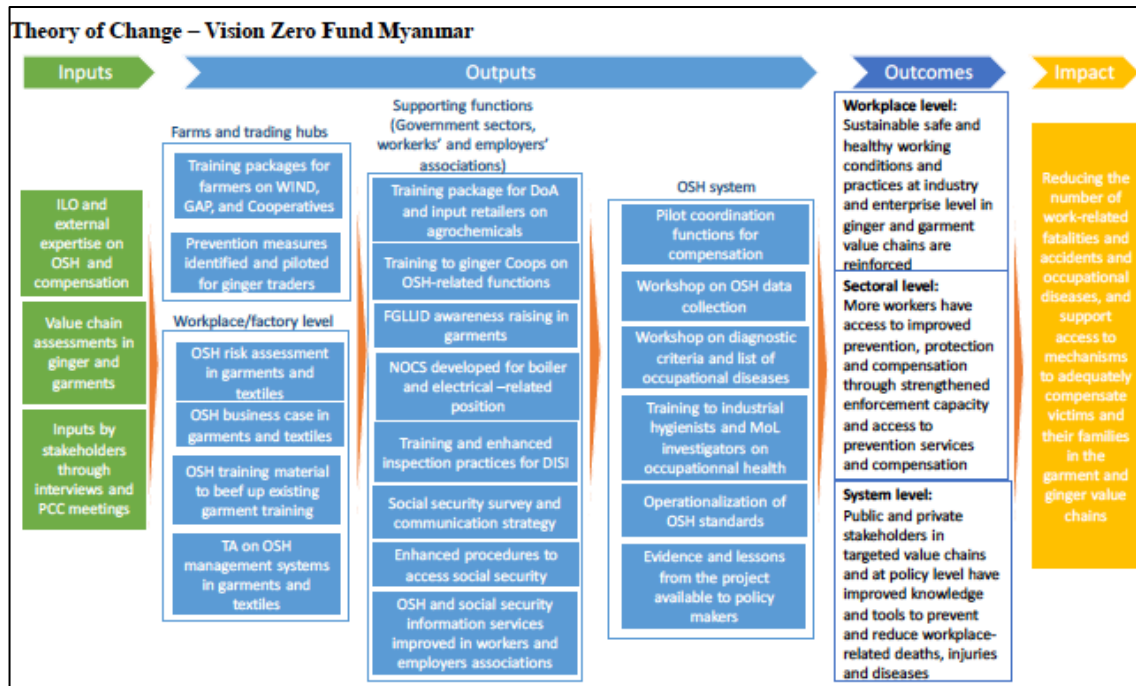 Theory of Change – Vision Zero Fund Myanmar
Inputs
Outputs
Outcomes
Impact
ILO and
external
expertise on
OSH and
compensation
Value chain
assessments in
ginger and
garments
Inputs by
stakeholders
through
interviews and
PCC meetings
Farms and trading hubs
Training packages for
farmers on WIND,
GAP, and Cooperatives
Prevention measures
identified and piloted
for ginger traders
Workplace/factory level
OSH risk assessment
in garments and
textiles
OSH business case in
garments and textiles
OSH training material
to beef up existing
garment training
TA on OSH
management systems
in garments and
textiles
Supporting functions
(Government sectors,
workerks’ and employers’
associations)
Training package for DoA
and input retailers on
agrochemicals
Training to ginger Coops on
OSH-related functions
FGLLID awareness raising in
garments
NOCS developed for boiler
and electrical –related
position
Training and enhanced
inspection practices for DISI
Social security survey and
communication strategy
Enhanced procedures to
access social security
OSH and social security
information services
improved in workers and
employers associations
OSH system
Pilot coordination
functions for
compensation
Workshop on OSH data
collection
Workshop on diagnostic
criteria and list of
occupational diseases
Training to industrial
hygienists and MoL
investigators on
occupationnal health
Operationalization of
OSH standards
Evidence and lessons
from the project
available to policy
makers
Workplace level:
Sustainable safe and
healthy working
conditions and
practices at industry
and enterprise level in
ginger and garment
value chains are
reinforced
Sectoral level:
More workers have
access to improved
prevention, protection
and compensation
through strengthened
enforcement capacity
and access to
prevention services
and compensation
System level:
Public and private
stakeholders in
targeted value chains
and at policy level have
improved knowledge
and tools to prevent
and reduce workplace-
related deaths, injuries
and diseases
Reducing the
number of
work-related
fatalities and
accidents and
occupational
diseases, and
support
access to
mechanisms
to adequately
compensate
victims and
their families
in the
garment and
ginger value
chains